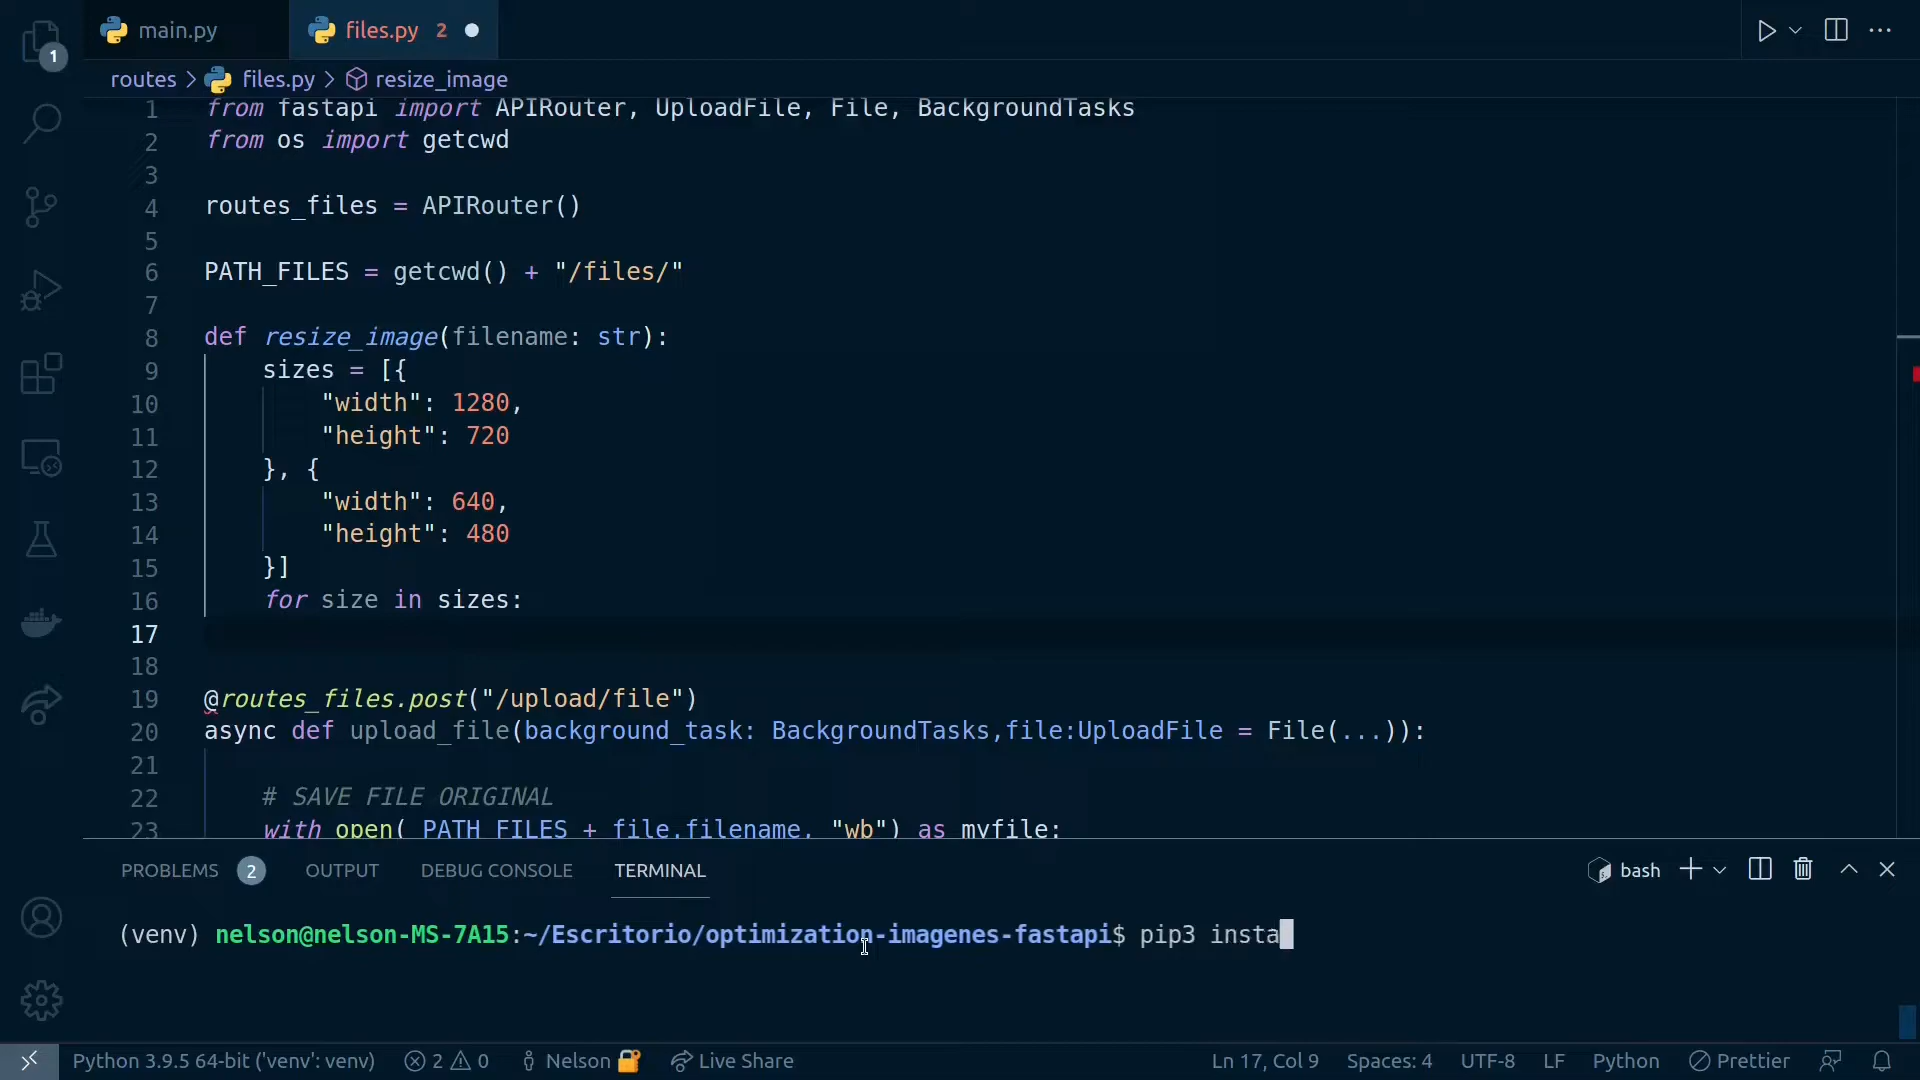 main.py files.py 2
1
routes > files.py > resize_image
1 from fastapi import APIRouter, UploadFile, File, BackgroundTasks
2 from os import getcwd
3
4 routes_files = APIRouter()
5
6 PATH_FILES = getcwd() + "/files/"
7
8 def resize_image(filename: str):
9 sizes = [{
10 "width": 1280,
11 "height": 720
12 }, {
13 "width": 640,
14 "height": 480
15 }]
16 for size in sizes:
17
18
19 @routes_files.post("/upload/file")
20 async def upload_file(background_task: BackgroundTasks,file:UploadFile = File(...)):
21
22 # SAVE FILE ORIGINAL
23 with open( PATH_FILES + file.filename, "wb") as myfile:
PROBLEMS 2 OUTPUT DEBUG CONSOLE TERMINAL bash
(venv) nelson@nelson-MS-7A15:~/Escritorio/optimization-imagenes-fastapi$ pip3 insta
Python 3.9.5 64-bit ('venv': venv) 2 0 Nelson Live Share Ln 17, Col 9 Spaces: 4 UTF-8 LF Python Prettier